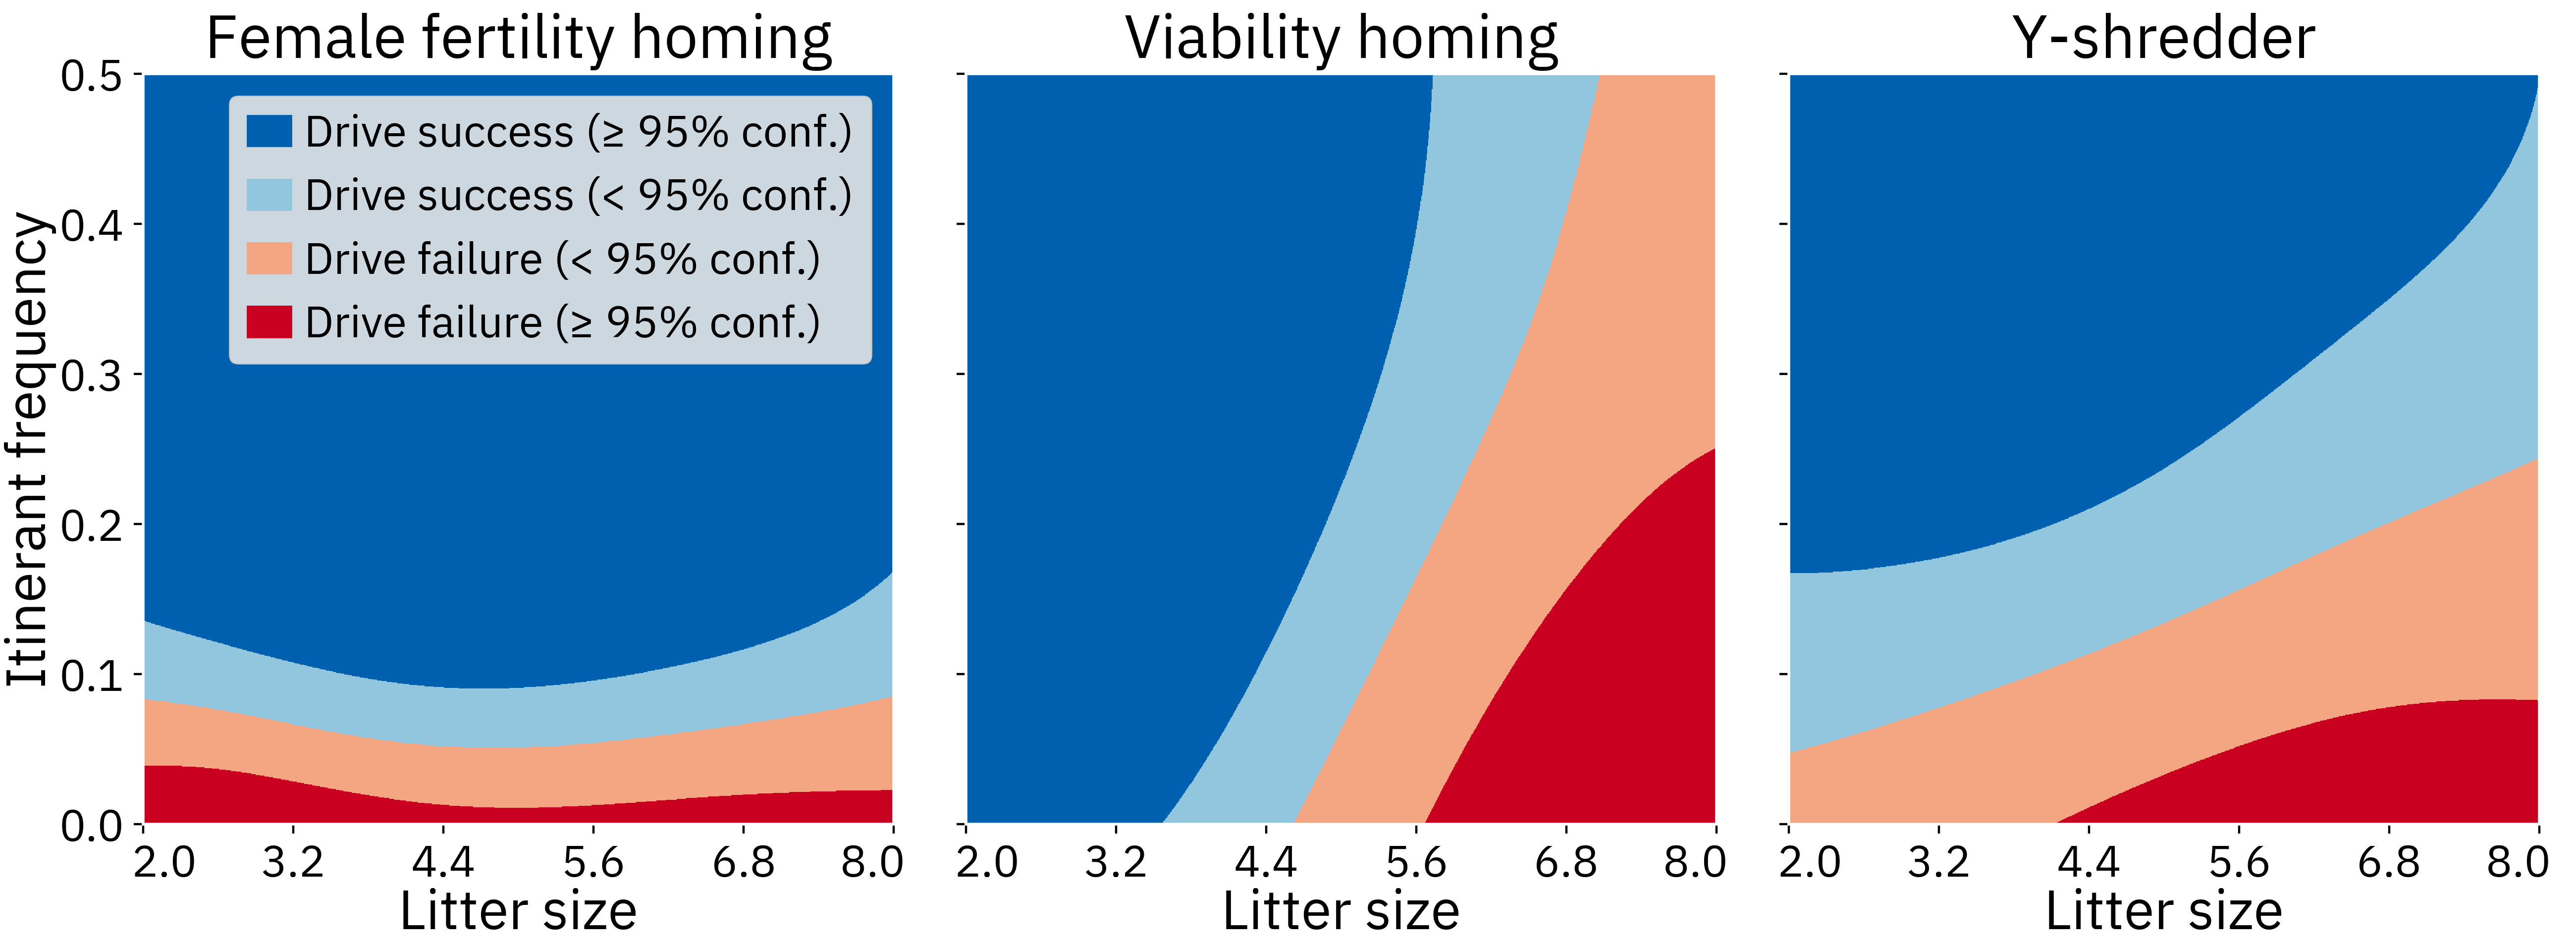 Female fertility homing
Viability homing
Y-shredder
Itinerant frequency
0.5
0.4
0.3
0.2
0.1
0.0
Drive success (≥ 95% conf.)
Drive success (< 95% conf.)
Drive failure (< 95% conf.)
Drive failure (≥ 95% conf.)
2.0 3.2 4.4 5.6 6.8 8.0
Litter size
2.0 3.2 4.4 5.6 6.8 8.0
Litter size
2.0 3.2 4.4 5.6 6.8 8.0
Litter size